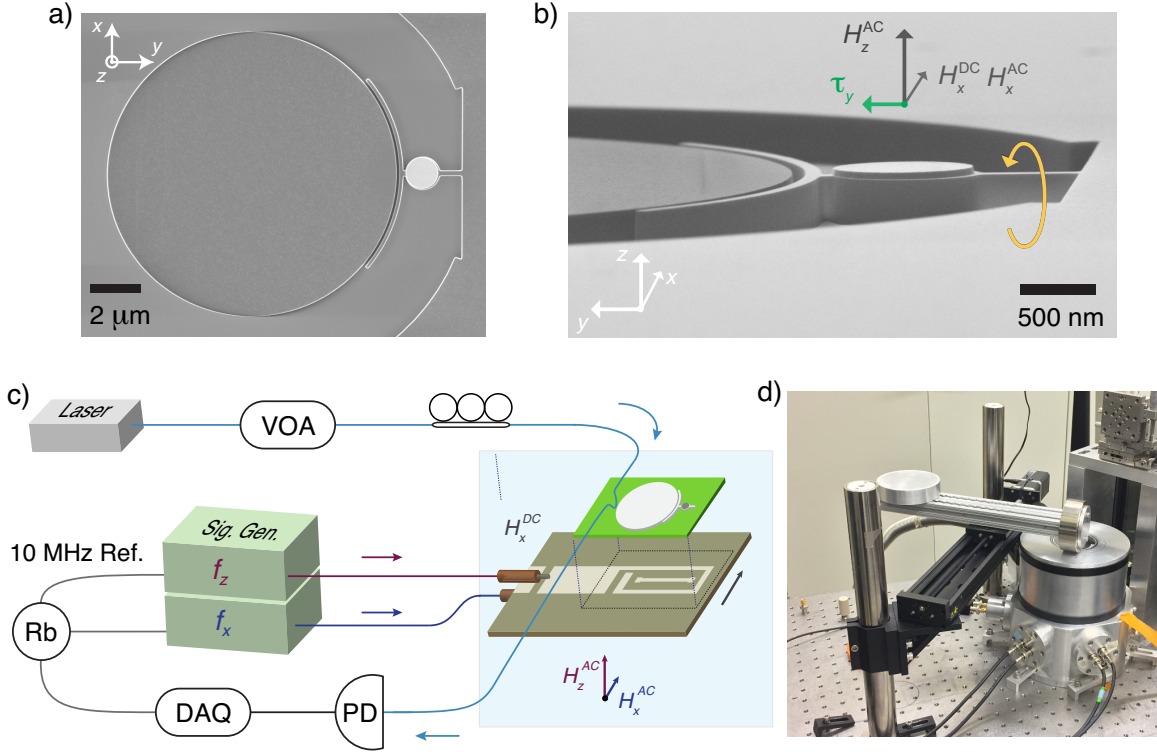 a)
x
y
z
2 μm
b)
H_z^AC
H_x^DC H_x^AC
τ_y
z
x
y
500 nm
c)
Laser
VOA
Sig. Gen.
10 MHz Ref.
f_z
f_x
Rb
DAQ
PD
H_x^DC
H_z^AC
H_x^AC
d)